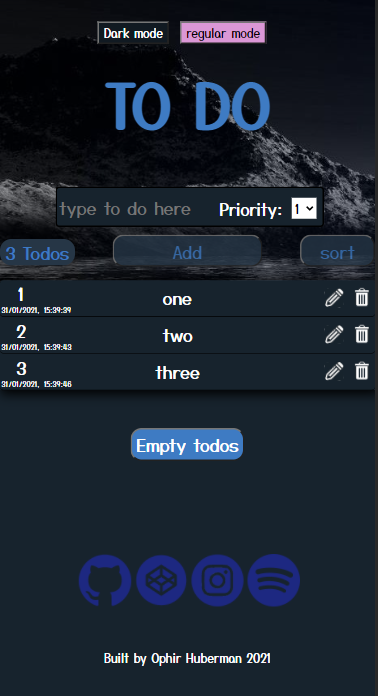 Dark mode regular mode
TO DO
type to do here Priority: 1
3 Todos Add sort
1 one
31/01/2021, 15:39:39
2 two
31/01/2021, 15:39:43
3 three
31/01/2021, 15:39:46
Empty todos
Built by Ophir Huberman 2021